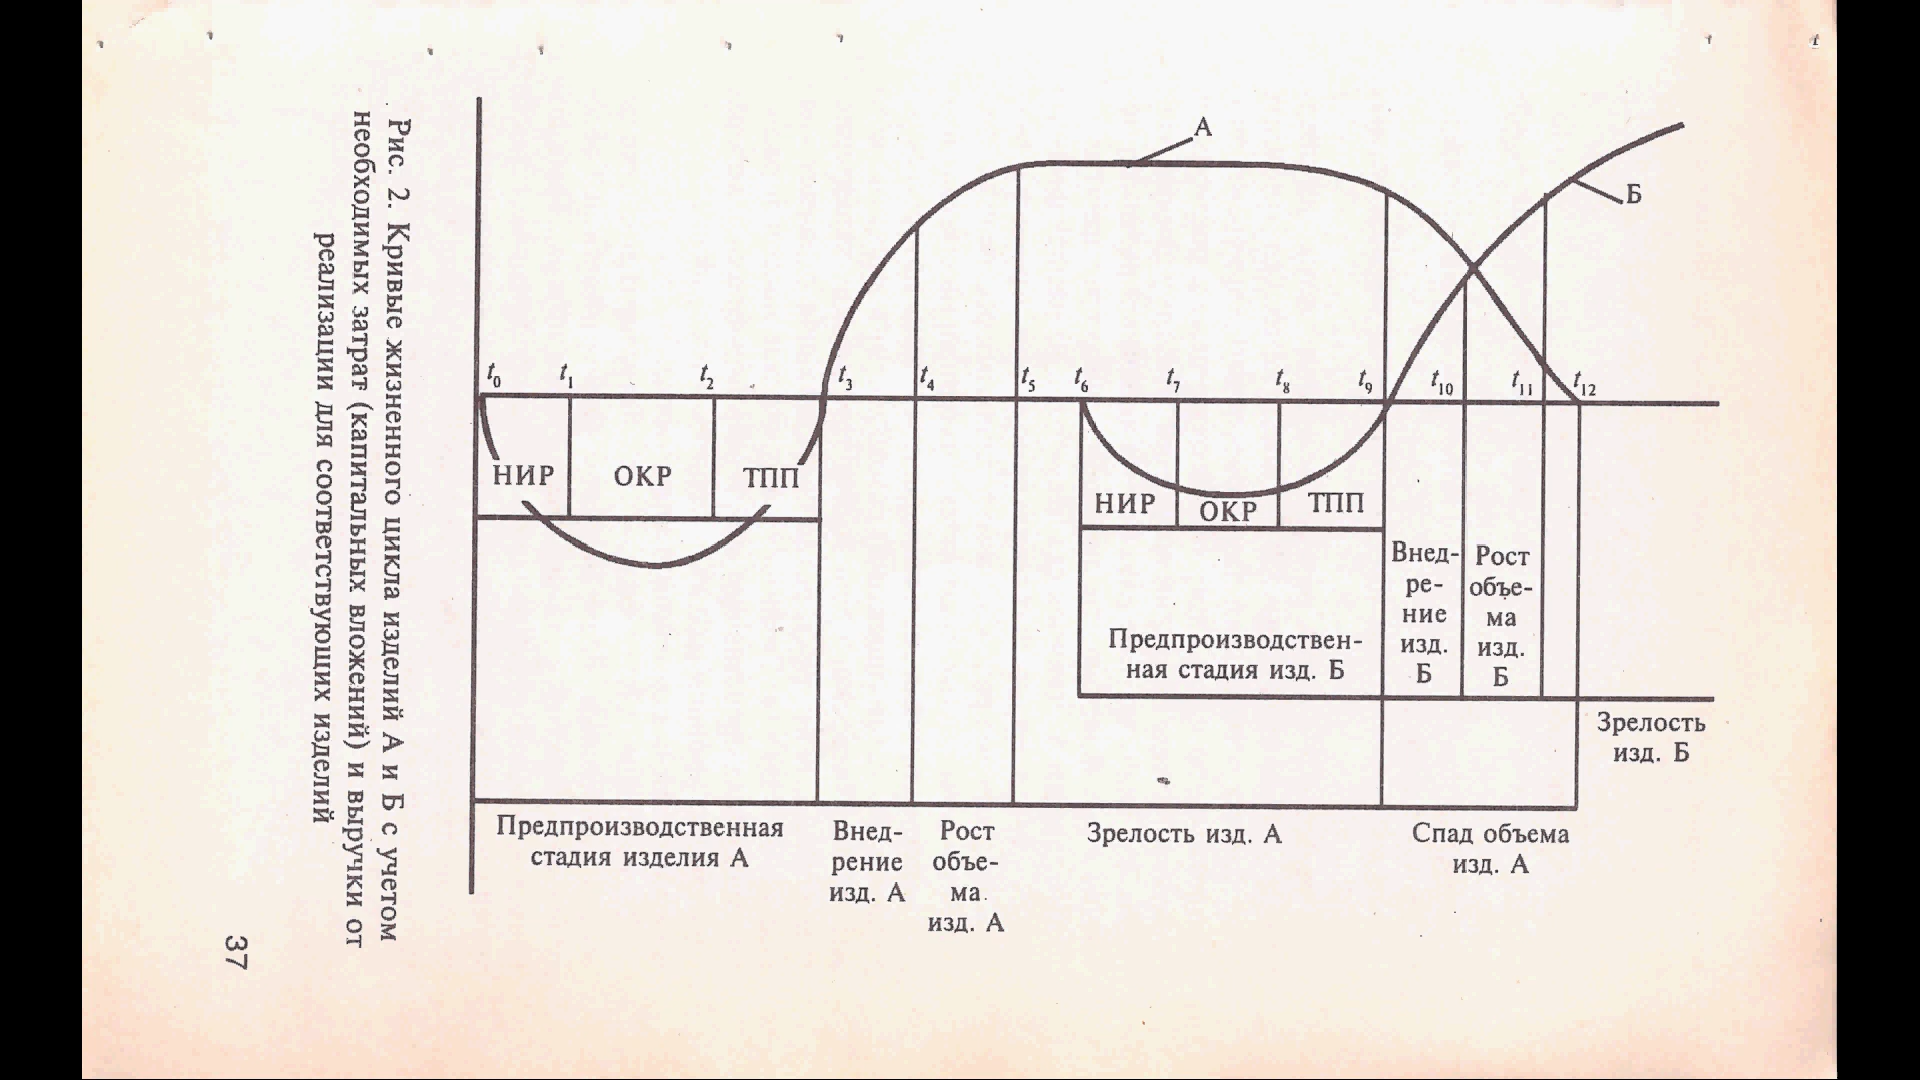 Рис. 2. Кривые жизненного цикла изделий А и Б с учетом
необходимых затрат (капитальных вложений) и выручки от
реализации для соответствующих изделий
37
А
Б
t0 t1 t2 t3 t4 t5 t6 t7 t8 t9 t10 t11 t12
НИР ОКР ТПП
НИР ОКР ТПП
Внед-
ре-
ние
изд.
Б
Рост
объе-
ма
изд.
Б
Предпроизводствен-
ная стадия изд. Б
Зрелость
изд. Б
Предпроизводственная
стадия изделия А
Внед-
рение
изд. А
Рост
объе-
ма
изд. А
Зрелость изд. А
Спад объема
изд. А